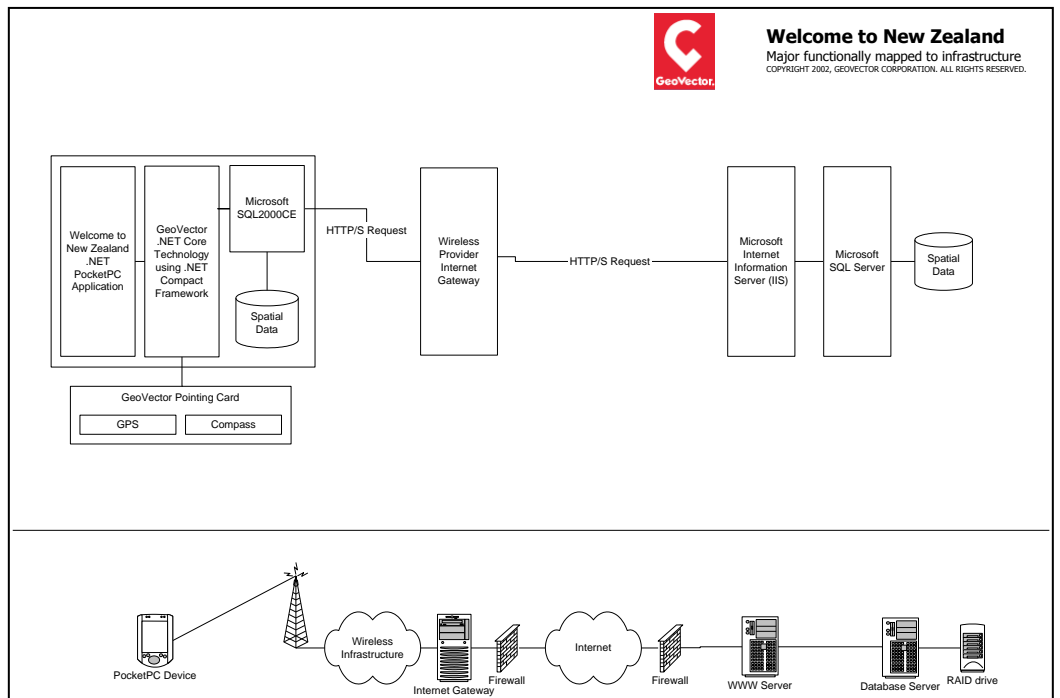 GeoVector.
Welcome to New Zealand
Major functionally mapped to infrastructure
COPYRIGHT 2002, GEOVECTOR CORPORATION. ALL RIGHTS RESERVED.
Welcome to
New Zealand
.NET
PocketPC
Application
GeoVector
.NET Core
Technology
using .NET
Compact
Framework
Microsoft
SQL2000CE
Spatial
Data
HTTP/S Request
Wireless
Provider
Internet
Gateway
HTTP/S Request
Microsoft
Internet
Information
Server (IIS)
Microsoft
SQL Server
Spatial
Data
GeoVector Pointing Card
GPS
Compass
PocketPC Device
Wireless
Infrastructure
Internet Gateway
Firewall
Internet
Firewall
WWW Server
Database Server
RAID drive